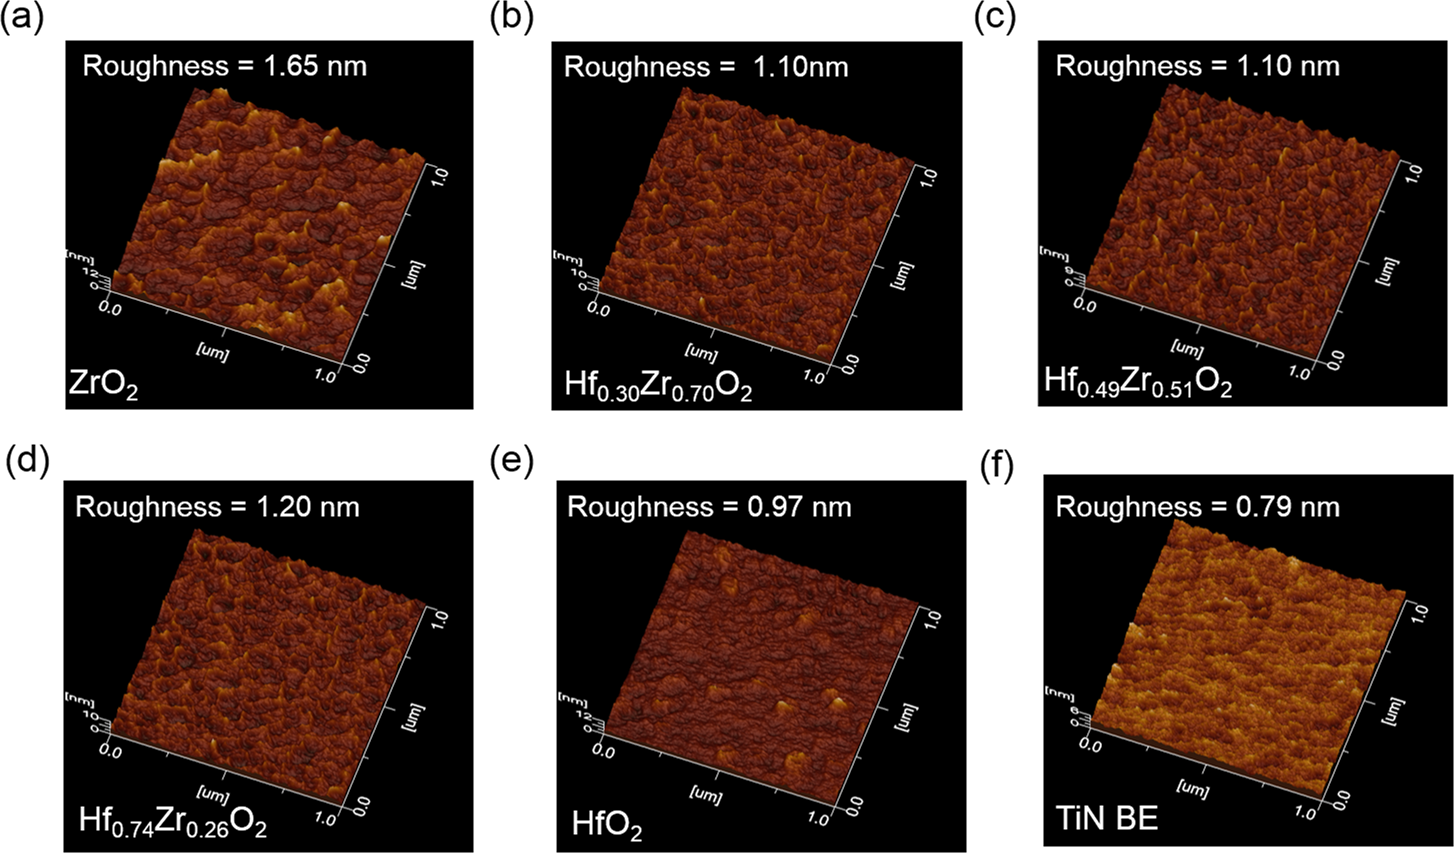 (a)
Roughness = 1.65 nm
1.0
[um]
[nm]
12
0
0.0
[um]
1.0
0.0
ZrO2
(b)
Roughness = 1.10nm
1.0
[um]
[nm]
10
0
0.0
[um]
1.0
0.0
Hf0.30Zr0.70O2
(c)
Roughness = 1.10 nm
1.0
[um]
[nm]
9
0
0.0
[um]
1.0
0.0
Hf0.49Zr0.51O2
(d)
Roughness = 1.20 nm
1.0
[um]
[nm]
10
0
0.0
[um]
1.0
0.0
Hf0.74Zr0.26O2
(e)
Roughness = 0.97 nm
1.0
[um]
[nm]
12
0
0.0
[um]
1.0
0.0
HfO2
(f)
Roughness = 0.79 nm
1.0
[um]
[nm]
0
0.0
[um]
1.0
0.0
TiN BE